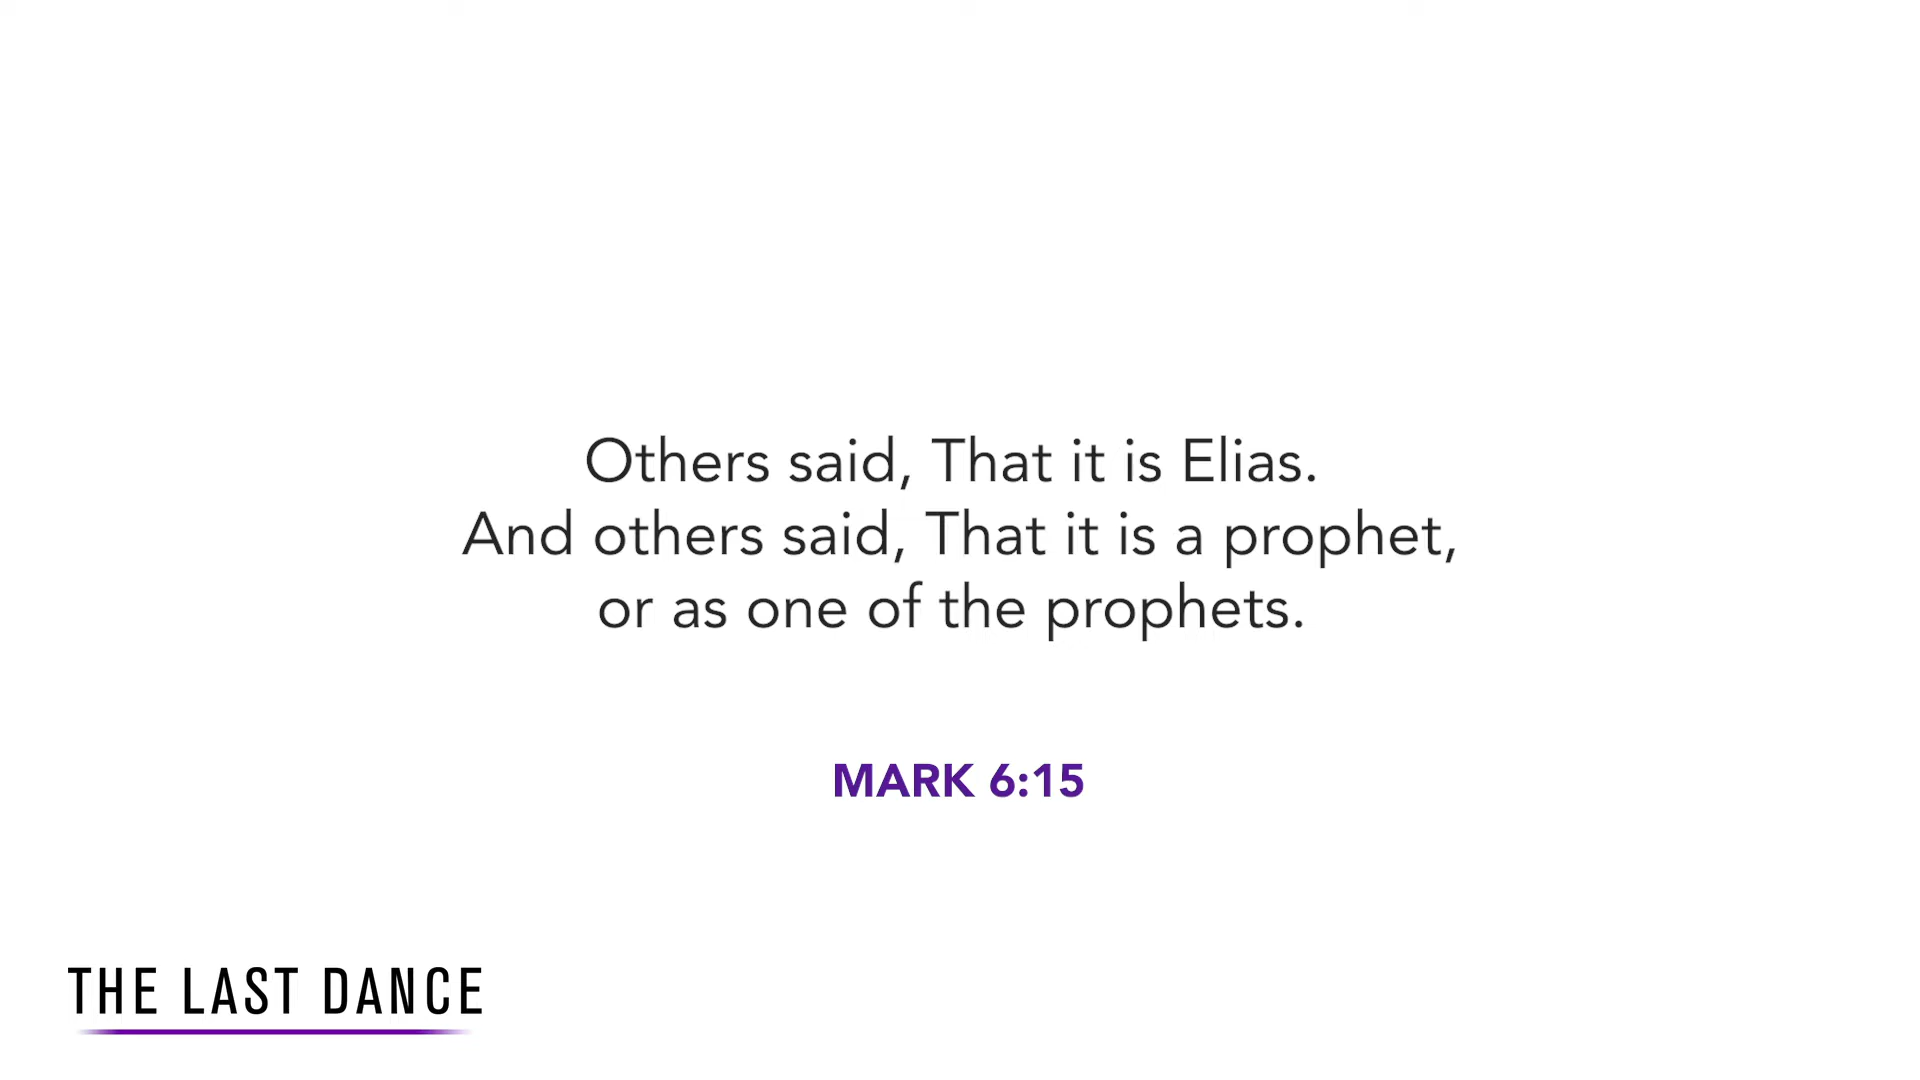 Others said, That it is Elias.
And others said, That it is a prophet,
or as one of the prophets.
MARK 6:15
THE LAST DANCE